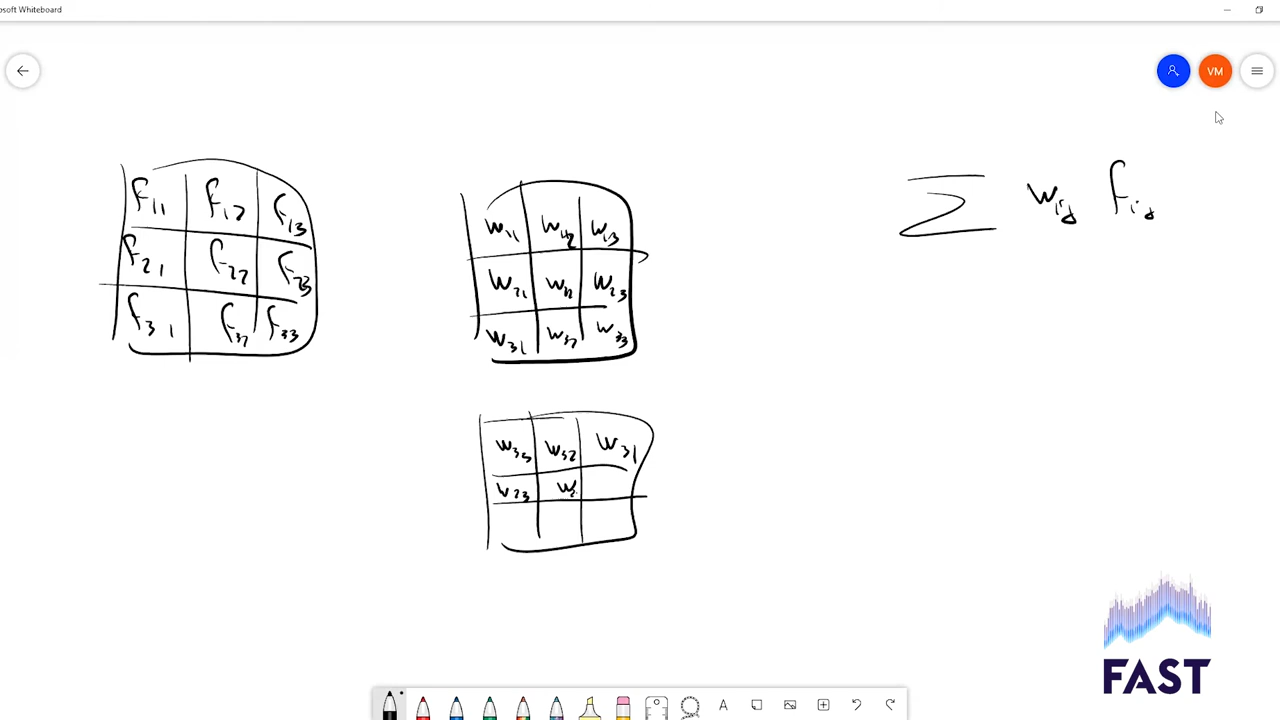 osoft Whiteboard
VM
f11 f12 f13
f21 f22 f23
f31 f32 f33
w11 w12 w13
w21 w22 w23
w31 w32 w33
∑ wij fij
w33 w32 w31
w23 w2
A
FAST